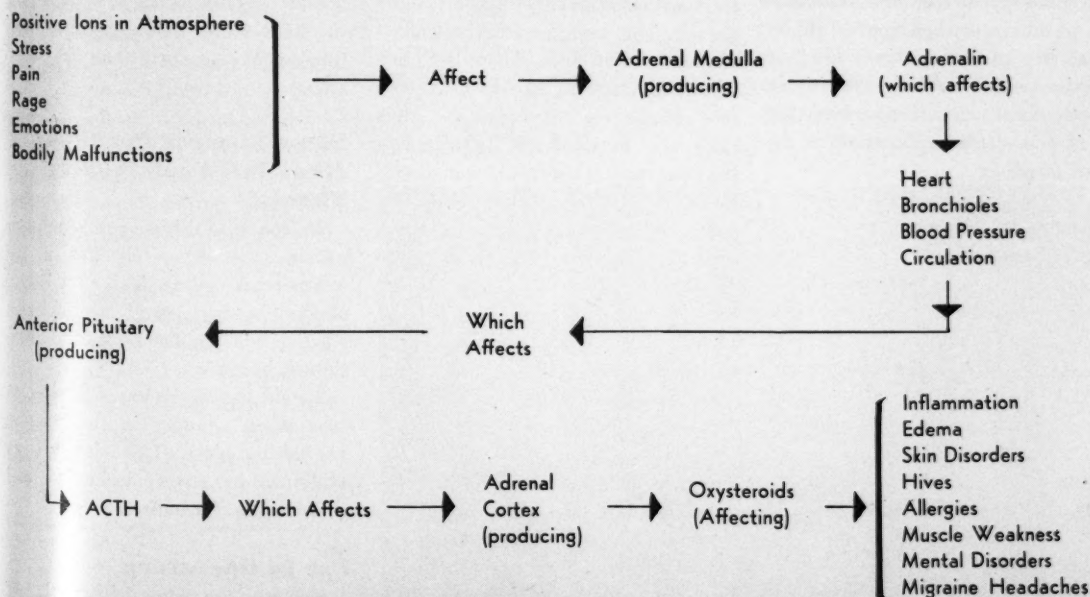 Positive Ions in Atmosphere
Stress
Pain
Rage
Emotions
Bodily Malfunctions
Affect
Adrenal Medulla
(producing)
Adrenalin
(which affects)
Heart
Bronchioles
Blood Pressure
Circulation
Which
Affects
Anterior Pituitary
(producing)
ACTH
Which Affects
Adrenal
Cortex
(producing)
Oxysteroids
(Affecting)
Inflammation
Edema
Skin Disorders
Hives
Allergies
Muscle Weakness
Mental Disorders
Migraine Headaches